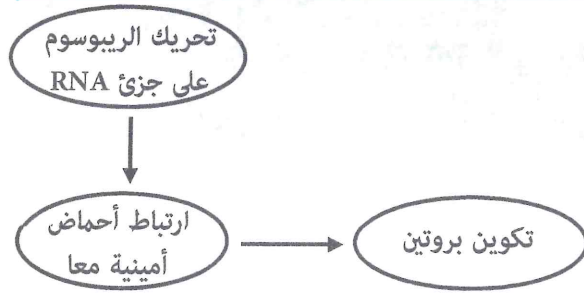 تحريك الريبوسوم
على جزئ RNA
ارتباط أحماض
أمينية معا
تكوين بروتين